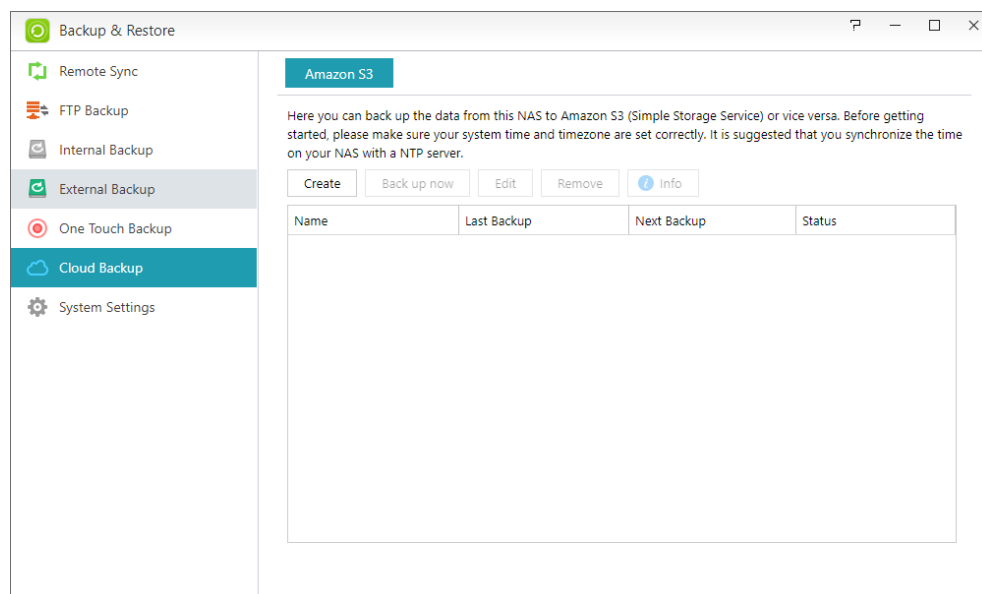 Backup & Restore
Remote Sync
FTP Backup
Internal Backup
External Backup
One Touch Backup
Cloud Backup
System Settings
Amazon S3
Here you can back up the data from this NAS to Amazon S3 (Simple Storage Service) or vice versa. Before getting
started, please make sure your system time and timezone are set correctly. It is suggested that you synchronize the time
on your NAS with a NTP server.
Create Back up now Edit Remove Info
Name Last Backup Next Backup Status